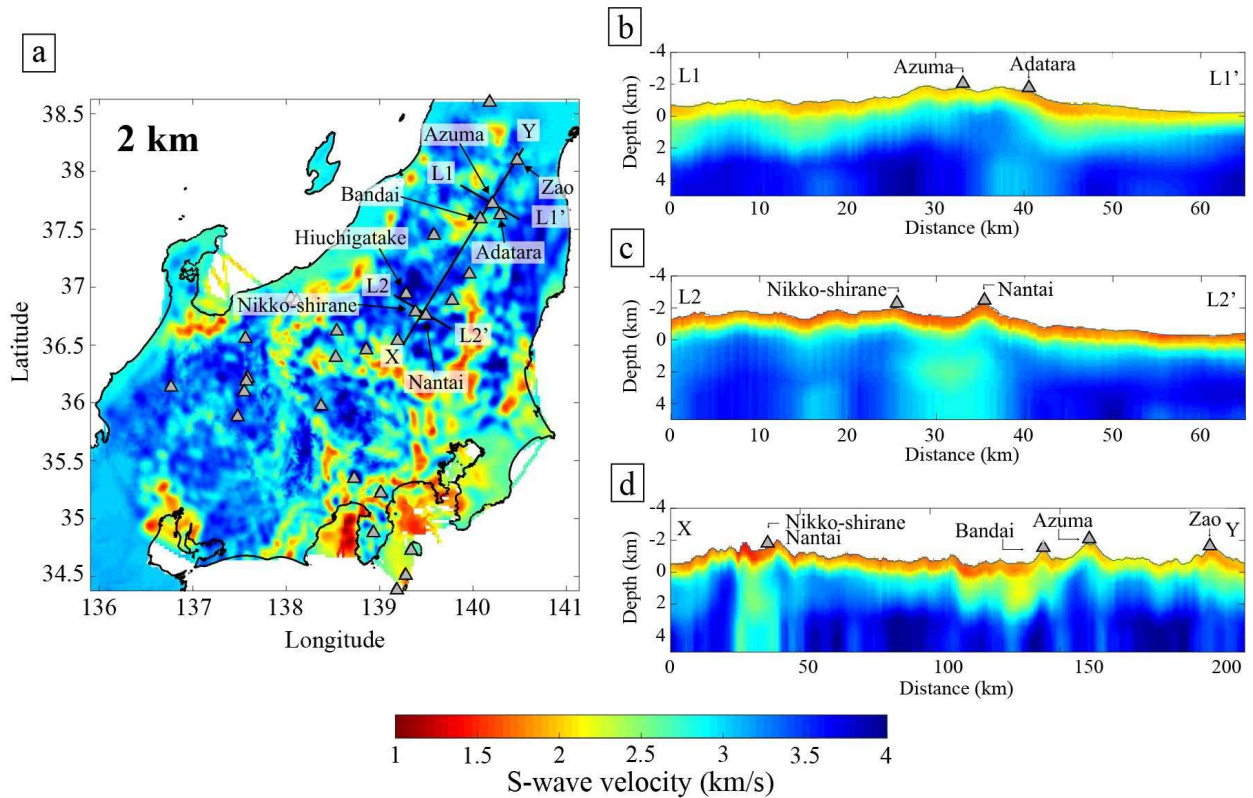 a
2 km
38.5
38
37.5
37
36.5
36
35.5
35
34.5
136
137
138
139
140
141
Latitude
Longitude
Azuma
Y
L1
Zao
Bandai
L1'
Hiuchigatake
Adatara
L2
Nikko-shirane
L2'
X
Nantai
b
-4
-2
0
2
4
Depth (km)
L1
Azuma
Adatara
L1'
0
10
20
30
40
50
60
Distance (km)
c
-4
-2
0
2
4
Depth (km)
L2
Nikko-shirane
Nantai
L2'
0
10
20
30
40
50
60
Distance (km)
d
-4
-2
0
2
4
Depth (km)
X
Nikko-shirane
Nantai
Bandai
Azuma
Zao
Y
0
50
100
150
200
Distance (km)
1
1.5
2
2.5
3
3.5
4
S-wave velocity (km/s)